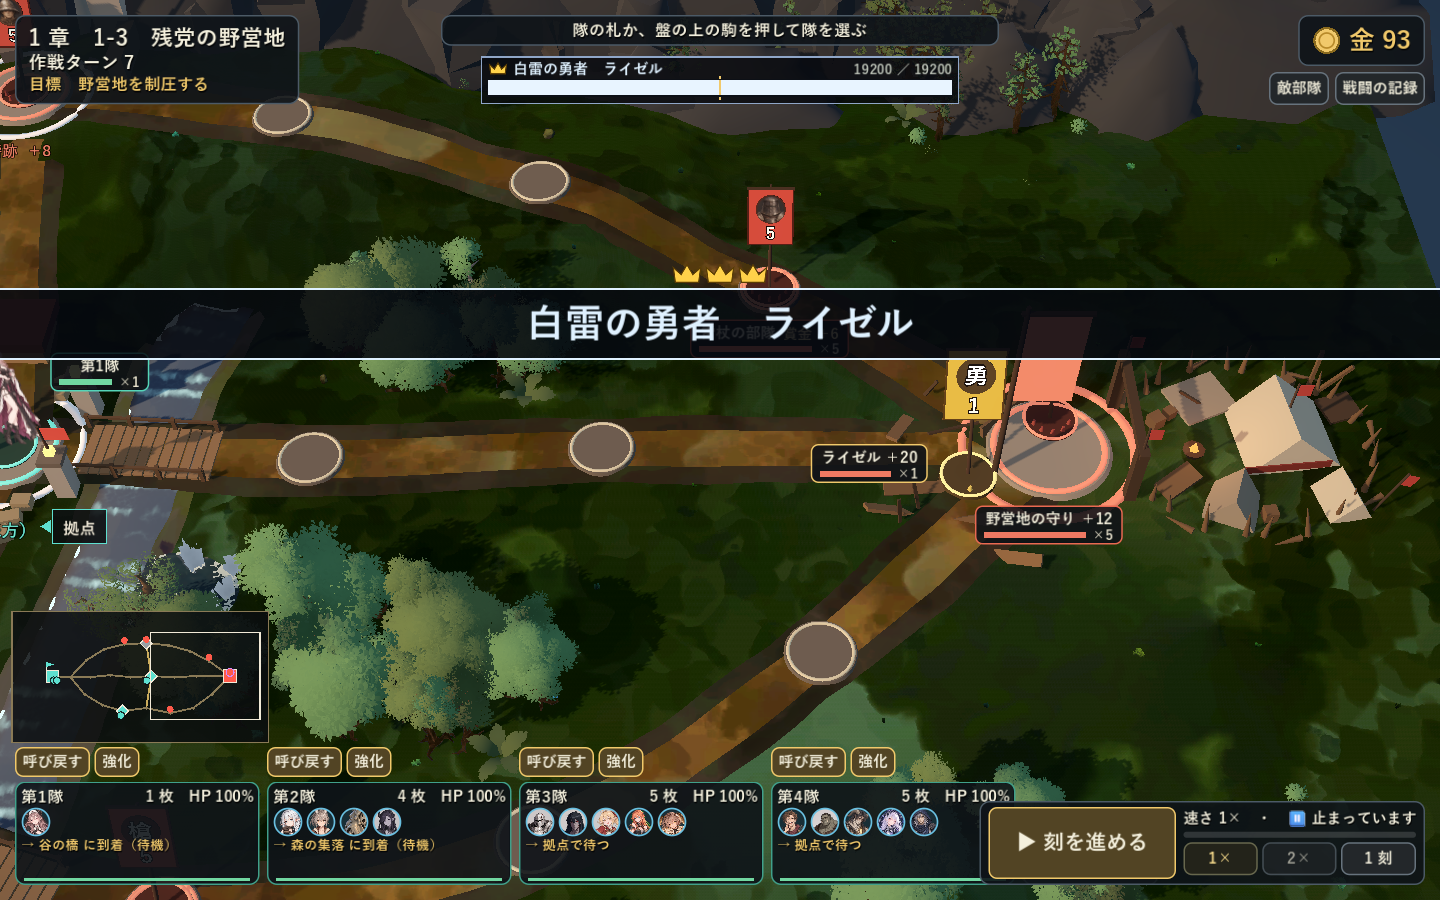 1 章　1-3　残党の野営地
作戦ターン 7
目標　野営地を制圧する
隊の札か、盤の上の駒を押して隊を選ぶ
白雷の勇者　ライゼル
19200 ／ 19200
金 93
敵部隊
戦闘の記録
跡 +8
5
白雷の勇者　ライゼル
第1隊
×1
勇
1
ライゼル +20
×1
野営地の守り +12
×5
方）
拠点
呼び戻す
強化
呼び戻す
強化
呼び戻す
強化
呼び戻す
強化
第1隊
1 枚
HP 100%
→ 谷の橋 に到着（待機）
第2隊
4 枚
HP 100%
→ 森の集落 に到着（待機）
第3隊
5 枚
HP 100%
→ 拠点で待つ
第4隊
5 枚
HP 100%
→ 拠点で待つ
▶ 刻を進める
速さ 1×　・　⏸ 止まっています
1×
2×
1 刻